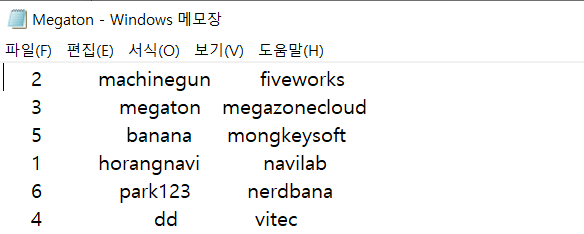 Megaton - Windows 메모장
파일(F) 편집(E) 서식(O) 보기(V) 도움말(H)
2 machinegun fiveworks
3 megaton megazonecloud
5 banana mongkeysoft
1 horangnavi navilab
6 park123 nerdbana
4 dd vitec